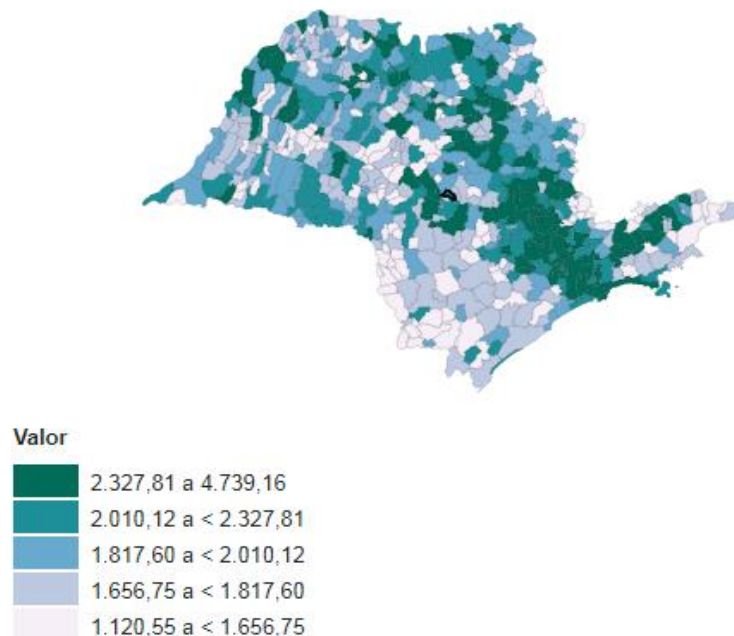 Valor
2.327,81 a 4.739,16
2.010,12 a < 2.327,81
1.817,60 a < 2.010,12
1.656,75 a < 1.817,60
1.120,55 a < 1.656,75